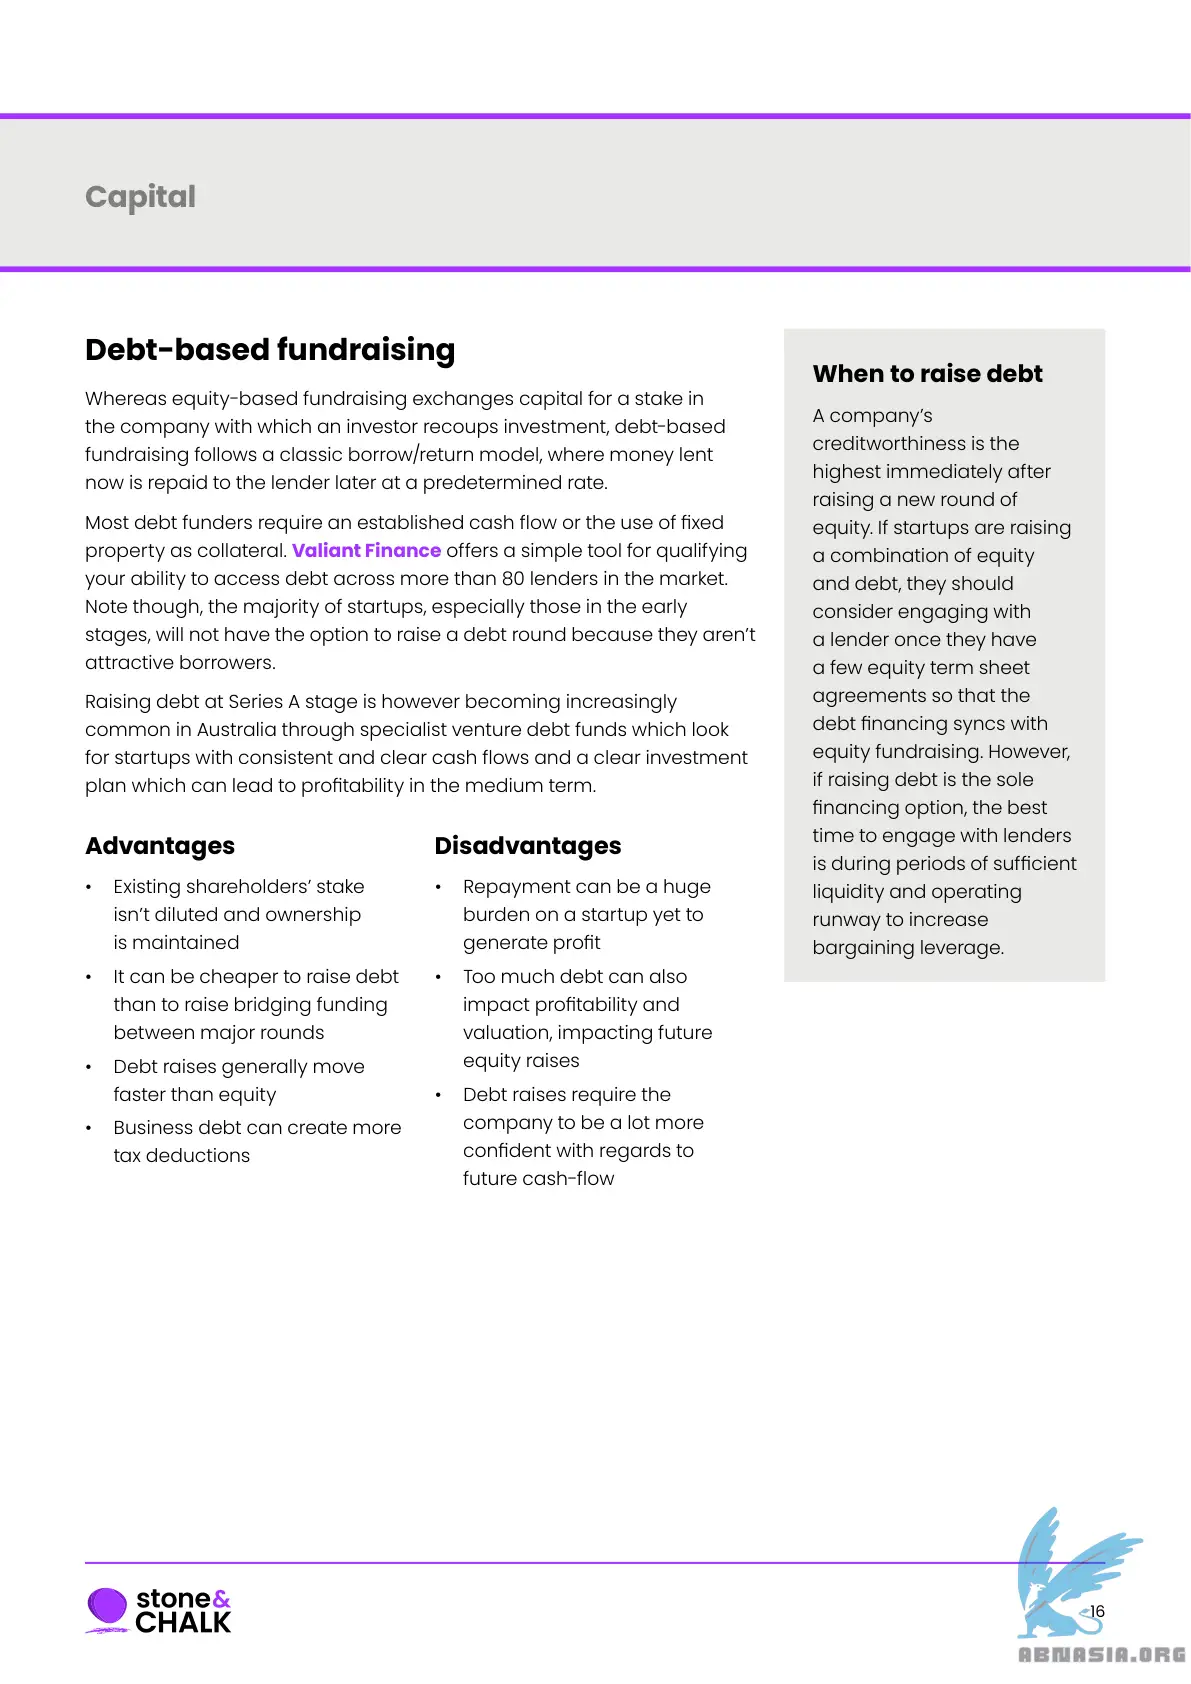 Capital
Debt-based fundraising
Whereas equity-based fundraising exchanges capital for a stake in
the company with which an investor recoups investment, debt-based
fundraising follows a classic borrow/return model, where money lent
now is repaid to the lender later at a predetermined rate.
Most debt funders require an established cash flow or the use of fixed
property as collateral. Valiant Finance offers a simple tool for qualifying
your ability to access debt across more than 80 lenders in the market.
Note though, the majority of startups, especially those in the early
stages, will not have the option to raise a debt round because they aren’t
attractive borrowers.
Raising debt at Series A stage is however becoming increasingly
common in Australia through specialist venture debt funds which look
for startups with consistent and clear cash flows and a clear investment
plan which can lead to profitability in the medium term.
Advantages
• Existing shareholders’ stake
isn’t diluted and ownership
is maintained
• It can be cheaper to raise debt
than to raise bridging funding
between major rounds
• Debt raises generally move
faster than equity
• Business debt can create more
tax deductions
Disadvantages
• Repayment can be a huge
burden on a startup yet to
generate profit
• Too much debt can also
impact profitability and
valuation, impacting future
equity raises
• Debt raises require the
company to be a lot more
confident with regards to
future cash-flow
When to raise debt
A company’s
creditworthiness is the
highest immediately after
raising a new round of
equity. If startups are raising
a combination of equity
and debt, they should
consider engaging with
a lender once they have
a few equity term sheet
agreements so that the
debt financing syncs with
equity fundraising. However,
if raising debt is the sole
financing option, the best
time to engage with lenders
is during periods of sufficient
liquidity and operating
runway to increase
bargaining leverage.
stone&
CHALK
16
ABNASIA.ORG